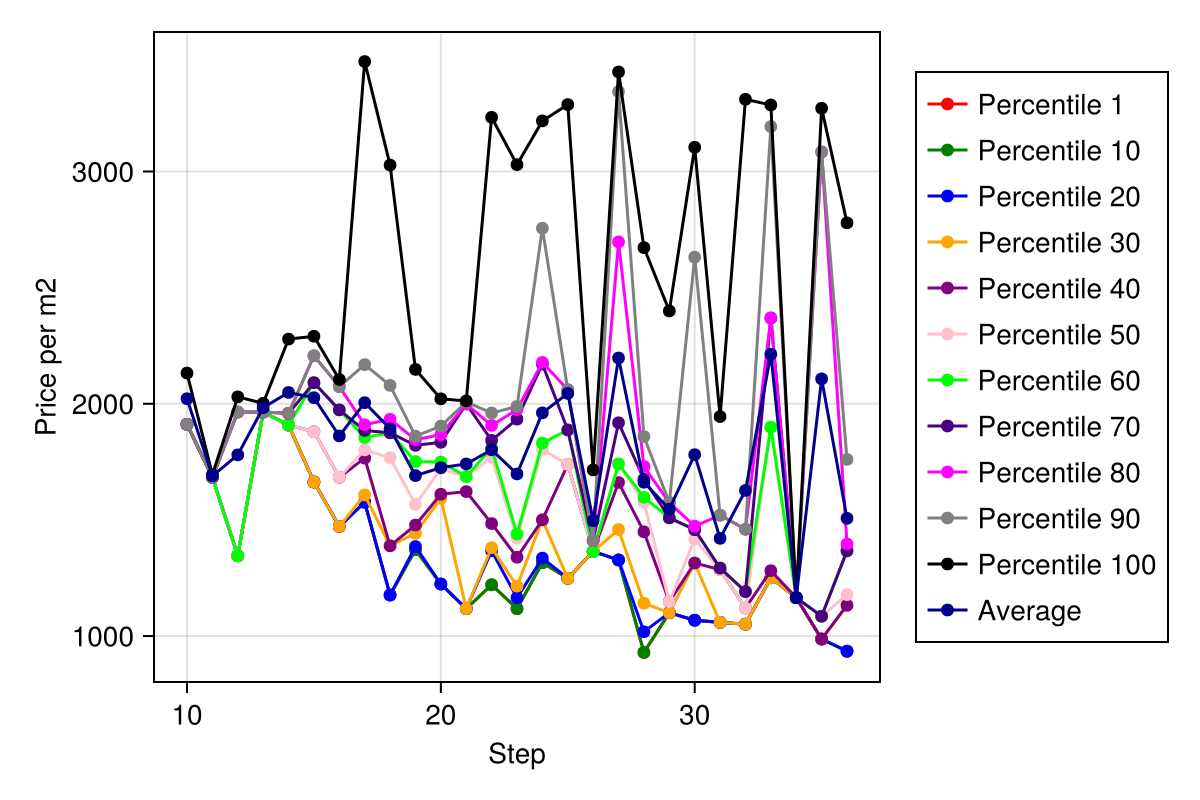 3000
2000
1000
Price per m2
10
20
30
Step
Percentile 1
Percentile 10
Percentile 20
Percentile 30
Percentile 40
Percentile 50
Percentile 60
Percentile 70
Percentile 80
Percentile 90
Percentile 100
Average